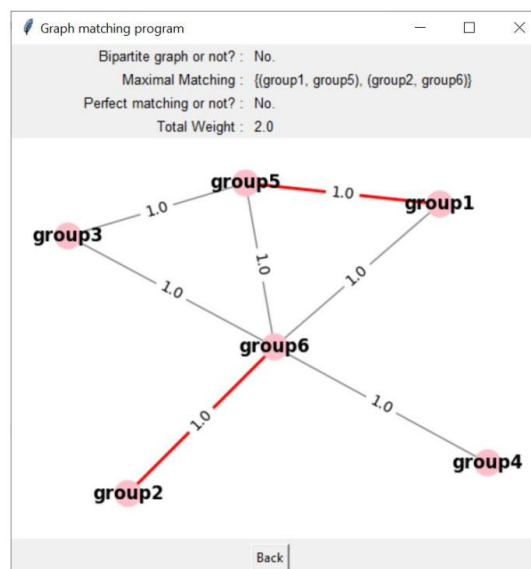 Graph matching program
Bipartite graph or not? : No.
Maximal Matching : {(group1, group5), (group2, group6)}
Perfect matching or not? : No.
Total Weight : 2.0
group5
1.0
group1
1.0
group3
1.0
1.0
1.0
group6
1.0
1.0
group4
group2
Back